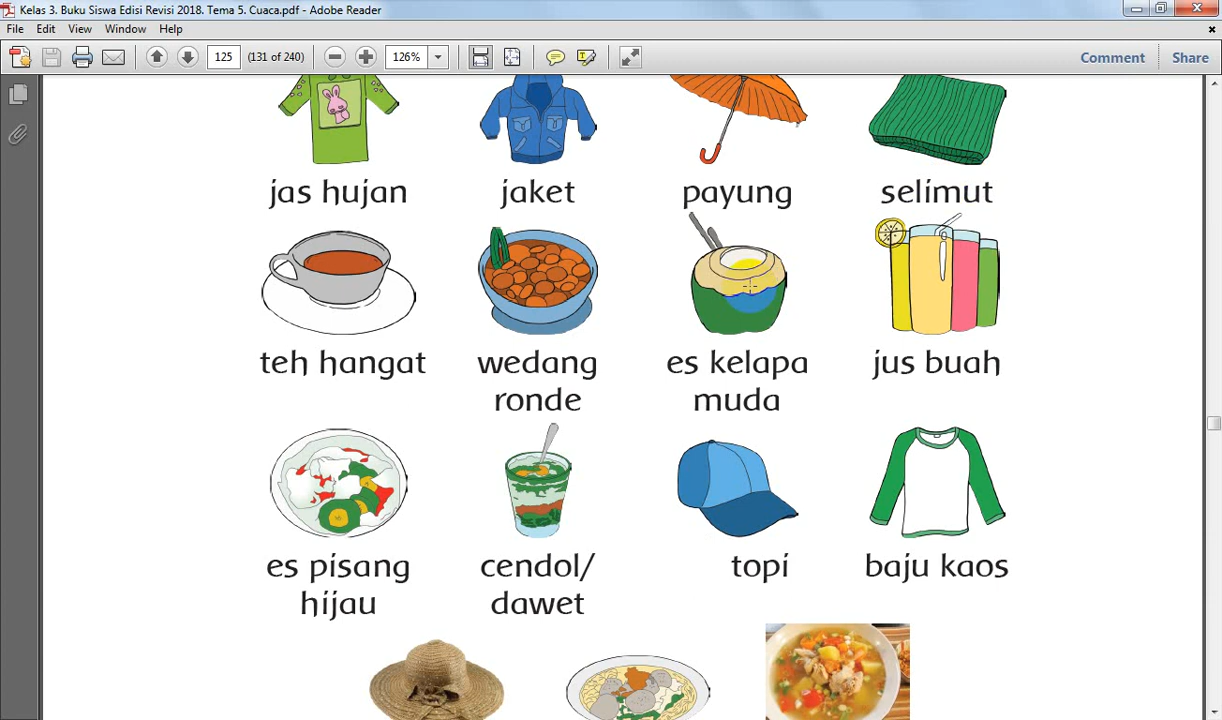 Kelas 3. Buku Siswa Edisi Revisi 2018. Tema 5. Cuaca.pdf - Adobe Reader
File Edit View Window Help
125 (131 of 240) 126% Comment Share
jas hujan jaket payung selimut
teh hangat wedang es kelapa jus buah
ronde muda
es pisang cendol/ topi baju kaos
hijau dawet